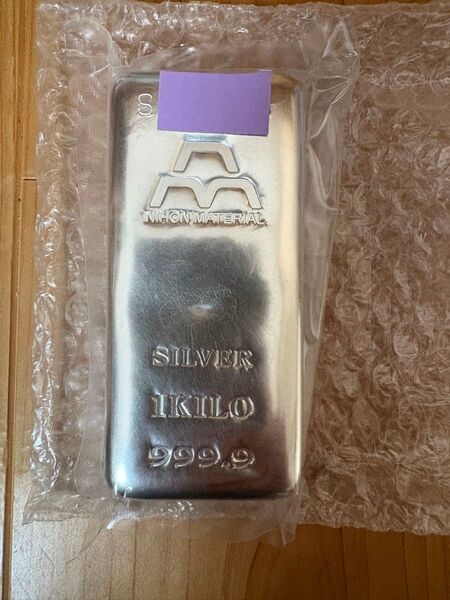 S
NIHON MATERIAL
SILVER
1KILO
999.9